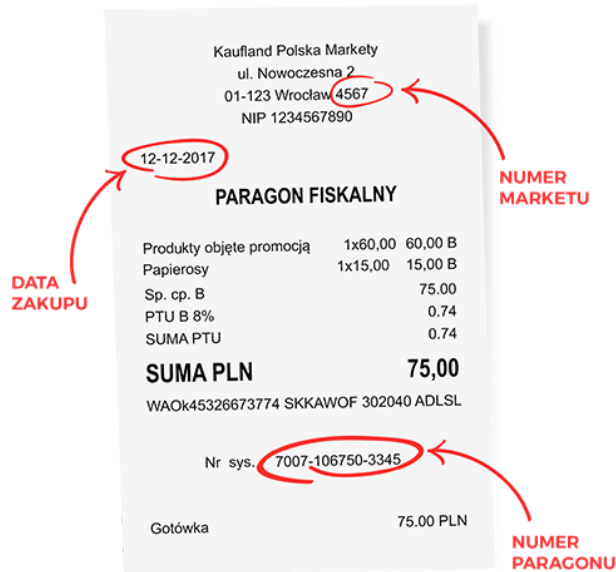 Kaufland Polska Markety
ul. Nowoczesna 2
01-123 Wrocław 4567
NIP 1234567890
NUMER
MARKETU
12-12-2017
PARAGON FISKALNY
DATA
ZAKUPU
Produkty objęte promocją 1x60,00 60,00 B
Papierosy 1x15,00 15,00 B
Sp. cp. B 75.00
PTU B 8% 0.74
SUMA PTU 0.74
SUMA PLN 75,00
WAOk45326673774 SKKAWOF 302040 ADLSL
Nr sys. 7007-106750-3345
Gotówka 75.00 PLN
NUMER
PARAGONU